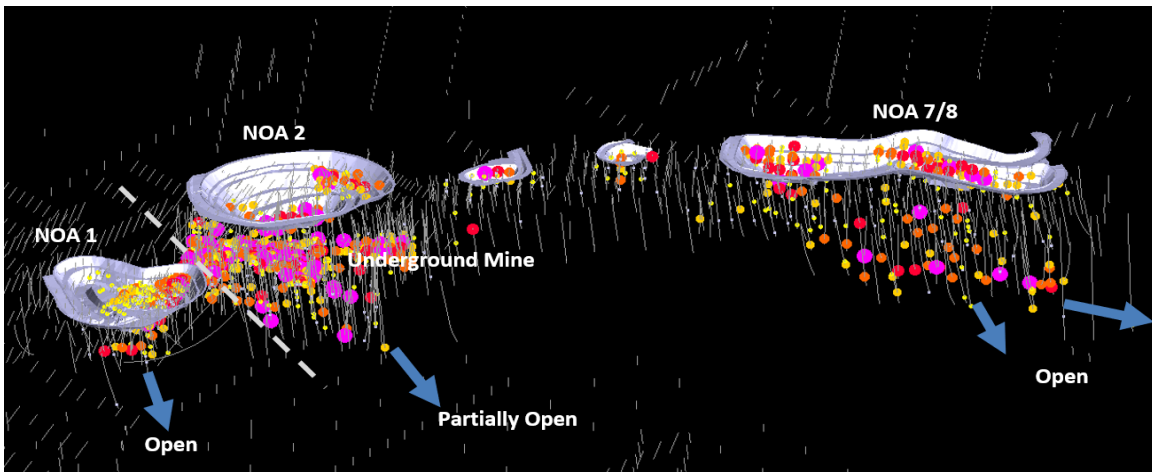 NOA 7/8
NOA 2
NOA 1
Underground Mine
Open
Partially Open
Open